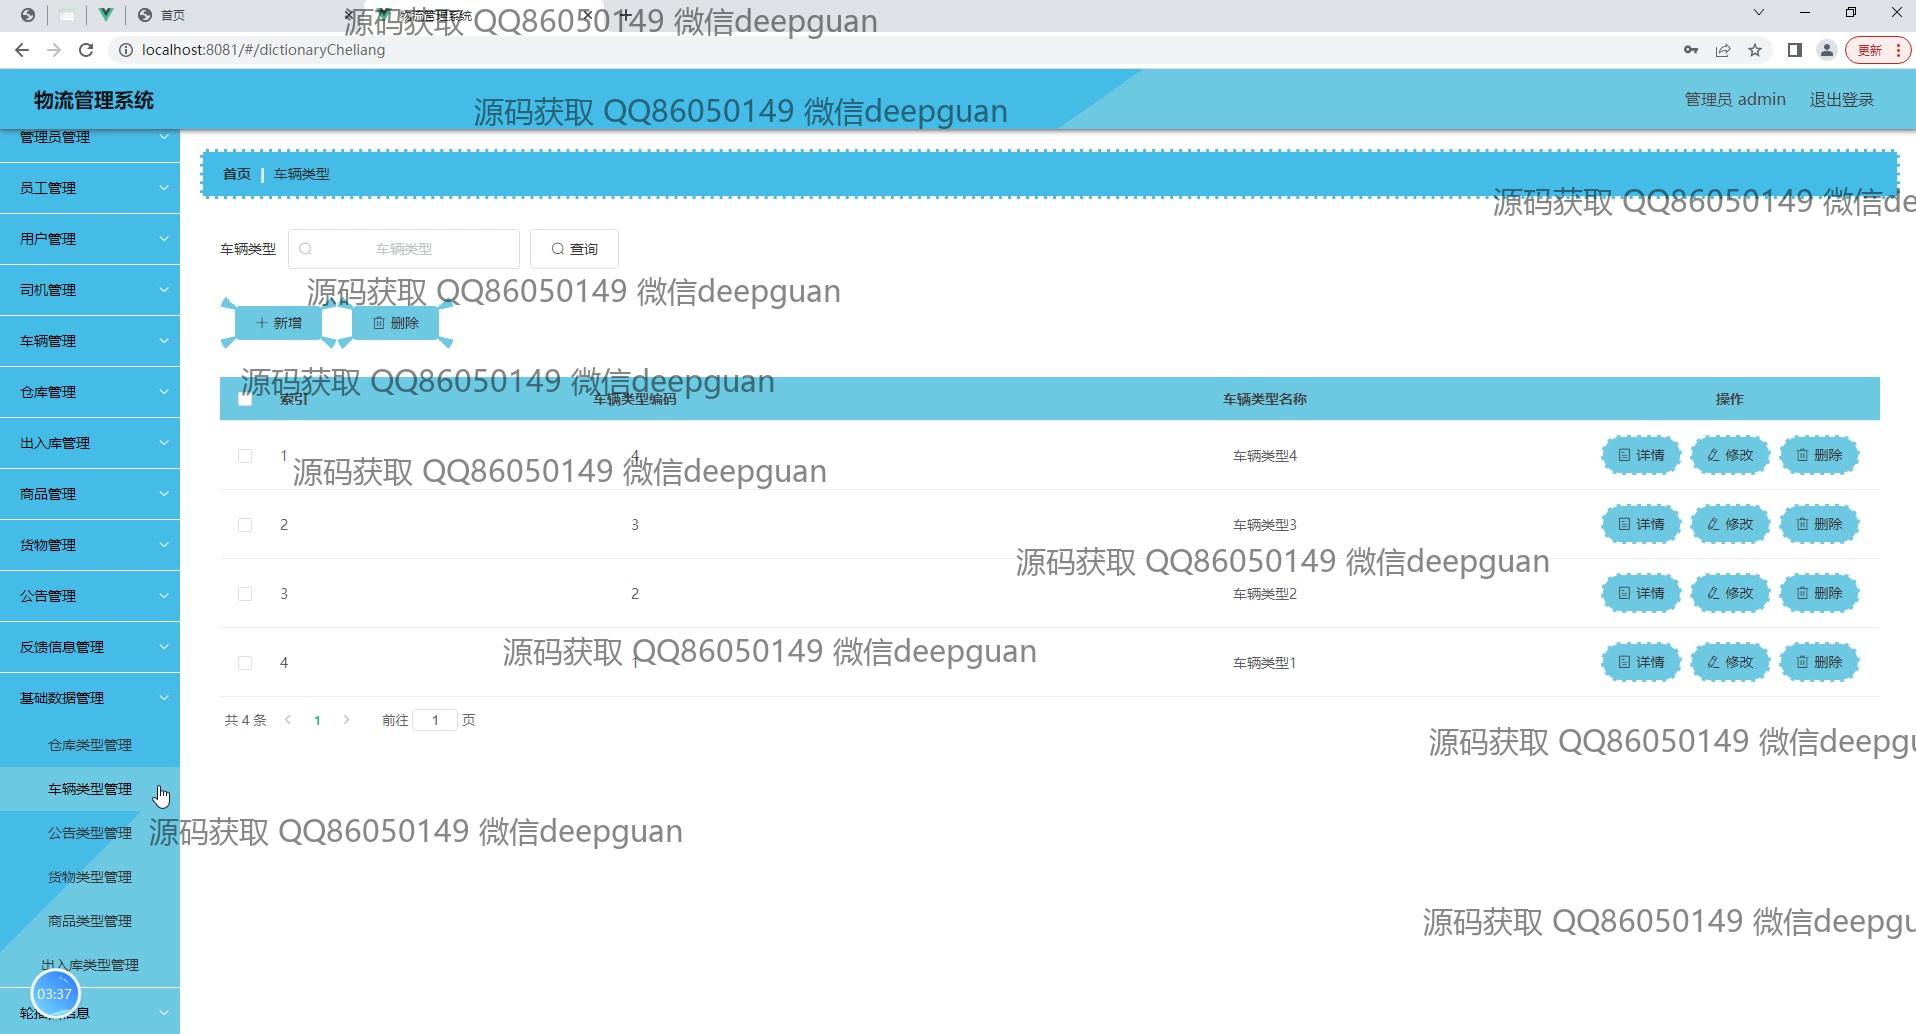 首页
物流管理系统
源码获取 QQ86050149 微信deepguan
localhost:8081/#/dictionaryCheliang
更新
物流管理系统
源码获取 QQ86050149 微信deepguan
管理员 admin
退出登录
管理员管理
员工管理
用户管理
司机管理
车辆管理
仓库管理
出入库管理
商品管理
货物管理
公告管理
反馈信息管理
基础数据管理
仓库类型管理
车辆类型管理
公告类型管理
货物类型管理
商品类型管理
出入库类型管理
03:37
首页 | 车辆类型
源码获取 QQ86050149 微信de
车辆类型 车辆类型 查询
源码获取 QQ86050149 微信deepguan
新增 删除
源码获取 QQ86050149 微信deepguan
索引 车辆类型编码 车辆类型名称 操作
1 4 车辆类型4 详情 修改 删除
源码获取 QQ86050149 微信deepguan
2 3 车辆类型3 详情 修改 删除
源码获取 QQ86050149 微信deepguan
3 2 车辆类型2 详情 修改 删除
源码获取 QQ86050149 微信deepguan
4 1 车辆类型1 详情 修改 删除
共 4 条 1 前往 1 页
源码获取 QQ86050149 微信deepgu
源码获取 QQ86050149 微信deepguan
源码获取 QQ86050149 微信deepgu